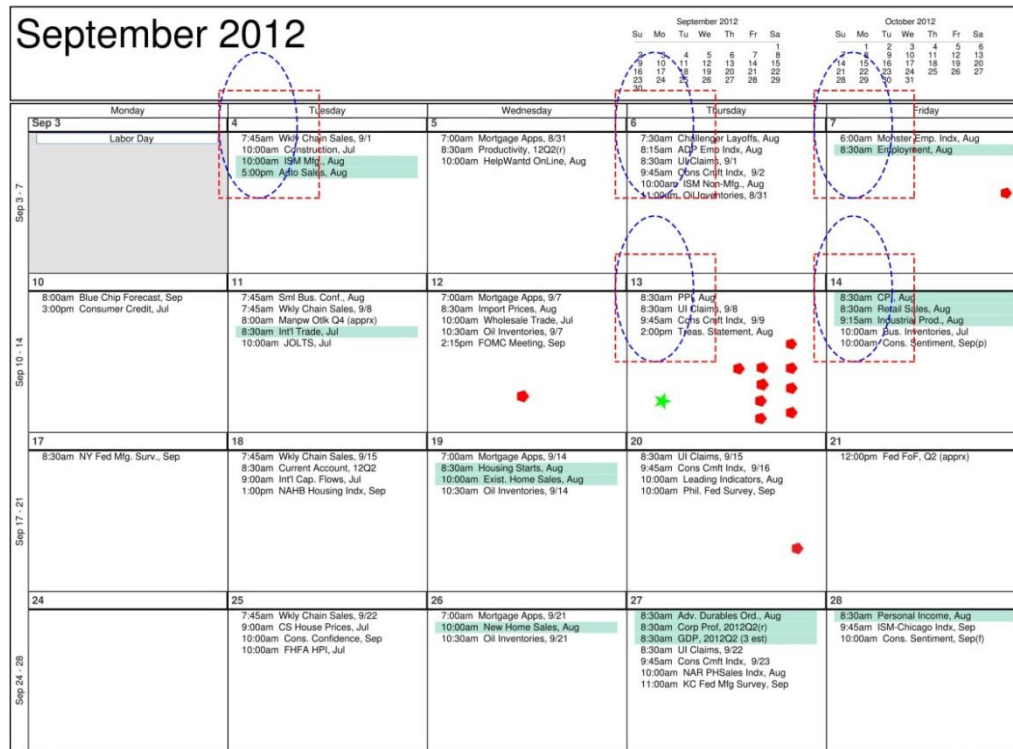 September 2012
September 2012
Su Mo Tu We Th Fr Sa
1
2 3 4 5 6 7 8
9 10 11 12 13 14 15
16 17 18 19 20 21 22
23 24 25 26 27 28 29
30
October 2012
Su Mo Tu We Th Fr Sa
1 2 3 4 5 6
7 8 9 10 11 12 13
14 15 16 17 18 19 20
21 22 23 24 25 26 27
28 29 30 31
Monday Tuesday Wednesday Thursday Friday
Sep 3 - 7
Sep 3
Labor Day
4
7:45am Wkly Chain Sales, 9/1
10:00am Construction, Jul
10:00am ISM Mfg., Aug
5:00pm Auto Sales, Aug
5
7:00am Mortgage Apps, 8/31
8:30am Productivity, 12Q2(r)
10:00am HelpWantd OnLine, Aug
6
7:30am Challenger Layoffs, Aug
8:15am ADP Emp Indx, Aug
8:30am UI Claims, 9/1
9:45am Cons Cmft Indx, 9/2
10:00am ISM Non-Mfg., Aug
11:00am Oil Inventories, 8/31
7
6:00am Monster Emp. Indx, Aug
8:30am Employment, Aug
Sep 10 - 14
10
8:00am Blue Chip Forecast, Sep
3:00pm Consumer Credit, Jul
11
7:45am Sml Bus. Conf., Aug
7:45am Wkly Chain Sales, 9/8
8:00am Manpw Otlk Q4 (apprx)
8:30am Int'l Trade, Jul
10:00am JOLTS, Jul
12
7:00am Mortgage Apps, 9/7
8:30am Import Prices, Aug
10:00am Wholesale Trade, Jul
10:30am Oil Inventories, 9/7
2:15pm FOMC Meeting, Sep
13
8:30am PPI, Aug
8:30am UI Claims, 9/8
9:45am Cons Cmft Indx, 9/9
2:00pm Treas. Statement, Aug
14
8:30am CPI, Aug
8:30am Retail Sales, Aug
9:15am Industrial Prod., Aug
10:00am Bus. Inventories, Jul
10:00am Cons. Sentiment, Sep(p)
Sep 17 - 21
17
8:30am NY Fed Mfg. Surv., Sep
18
7:45am Wkly Chain Sales, 9/15
8:30am Current Account, 12Q2
9:00am Int'l Cap. Flows, Jul
1:00pm NAHB Housing Indx, Sep
19
7:00am Mortgage Apps, 9/14
8:30am Housing Starts, Aug
10:00am Exist. Home Sales, Aug
10:30am Oil Inventories, 9/14
20
8:30am UI Claims, 9/15
9:45am Cons Cmft Indx, 9/16
10:00am Leading Indicators, Aug
10:00am Phil. Fed Survey, Sep
21
12:00pm Fed FoF, Q2 (apprx)
Sep 24 - 28
24
25
7:45am Wkly Chain Sales, 9/22
9:00am CS House Prices, Jul
10:00am Cons. Confidence, Sep
10:00am FHFA HPI, Jul
26
7:00am Mortgage Apps, 9/21
10:00am New Home Sales, Aug
10:30am Oil Inventories, 9/21
27
8:30am Adv. Durables Ord., Aug
8:30am Corp Prof, 2012Q2(r)
8:30am GDP, 2012Q2 (3 est)
8:30am UI Claims, 9/22
9:45am Cons Cmft Indx, 9/23
10:00am NAR PHSales Indx, Aug
11:00am KC Fed Mfg Survey, Sep
28
8:30am Personal Income, Aug
9:45am ISM-Chicago Indx, Sep
10:00am Cons. Sentiment, Sep(f)